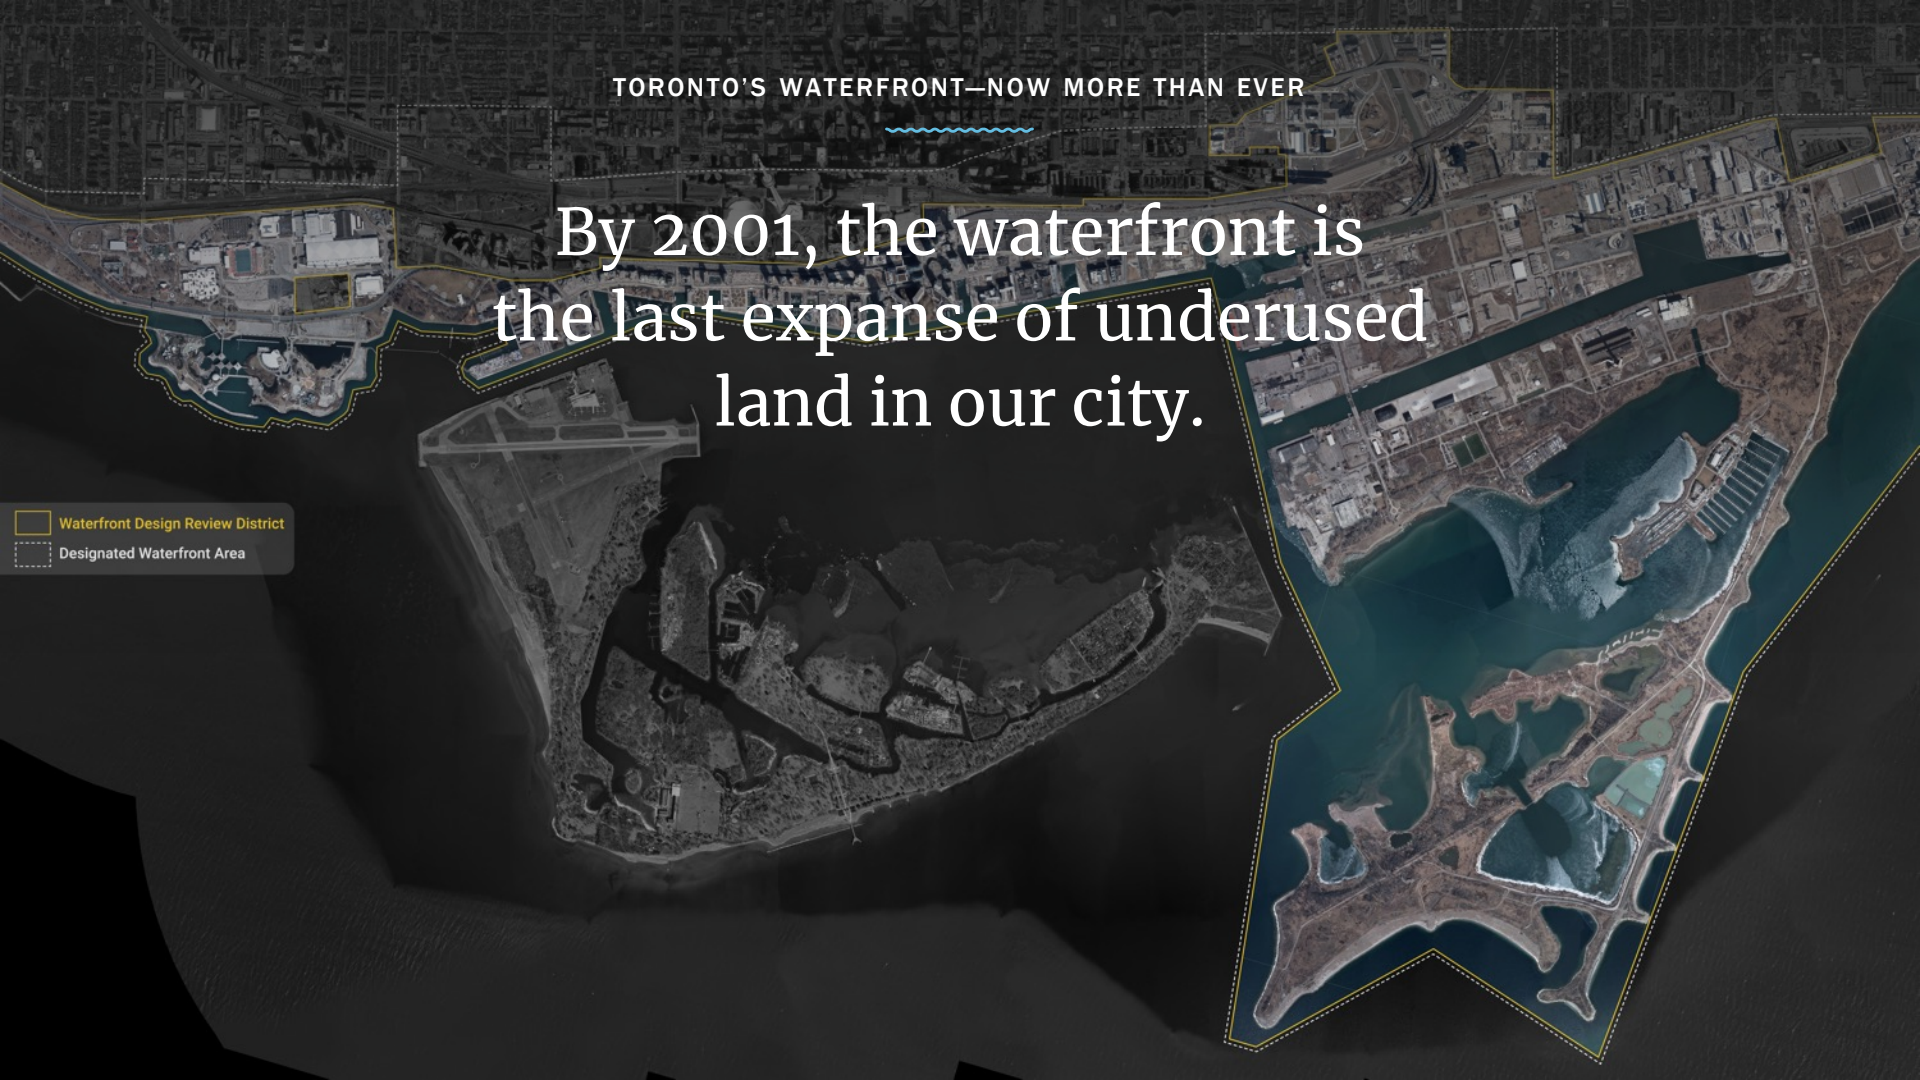 TORONTO’S WATERFRONT—NOW MORE THAN EVER
By 2001, the waterfront is
the last expanse of underused
land in our city.
Waterfront Design Review District
Designated Waterfront Area